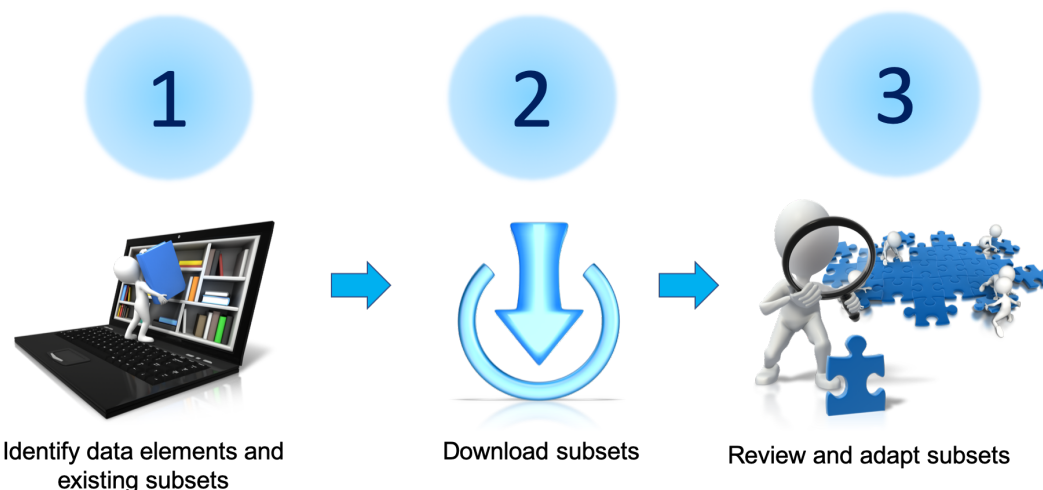 1
2
3
Identify data elements and
existing subsets
Download subsets
Review and adapt subsets